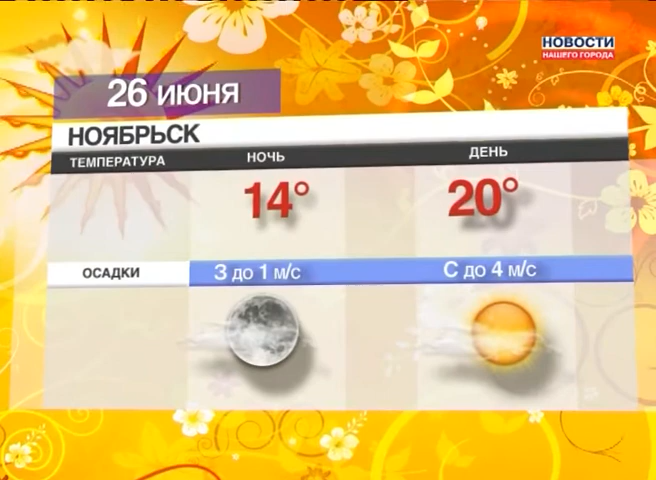 НОВОСТИ
НАШЕГО ГОРОДА
26 ИЮНЯ
НОЯБРЬСК
ТЕМПЕРАТУРА НОЧЬ ДЕНЬ
14° 20°
ОСАДКИ З до 1 м/с С до 4 м/с